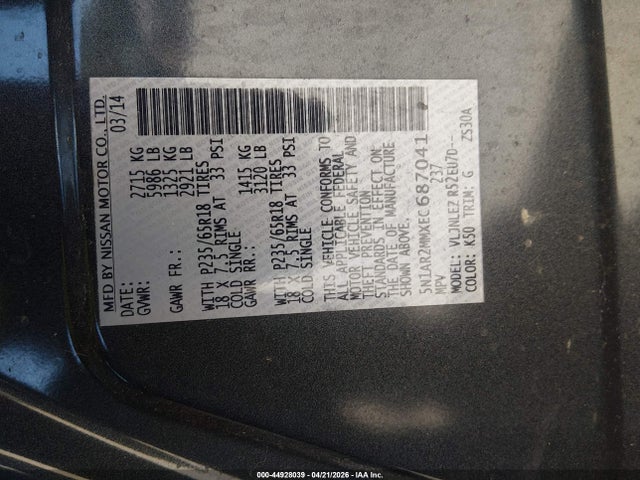 MFD BY NISSAN MOTOR CO., LTD.
DATE: 03/14
GVWR: 2715 KG
5986 LB
GAWR FR.: 1325 KG
2921 LB
WITH P235/65R18 TIRES
18 X 7.5 RIMS AT 33 PSI
COLD SINGLE
GAWR RR.: 1415 KG
3120 LB
WITH P235/65R18 TIRES
18 X 7.5 RIMS AT 33 PSI
COLD SINGLE
THIS VEHICLE CONFORMS TO
ALL APPLICABLE FEDERAL
MOTOR VEHICLE SAFETY AND
THEFT PREVENTION
STANDARDS IN EFFECT ON
THE DATE OF MANUFACTURE
SHOWN ABOVE.
5N1AR2MMXEC687041
MPV 237
MODEL: VLJNLEZ R52EU7D--
COLOR: K50 TRIM: G ZS30A
000-44928039 - 04/21/2026 - IAA Inc.